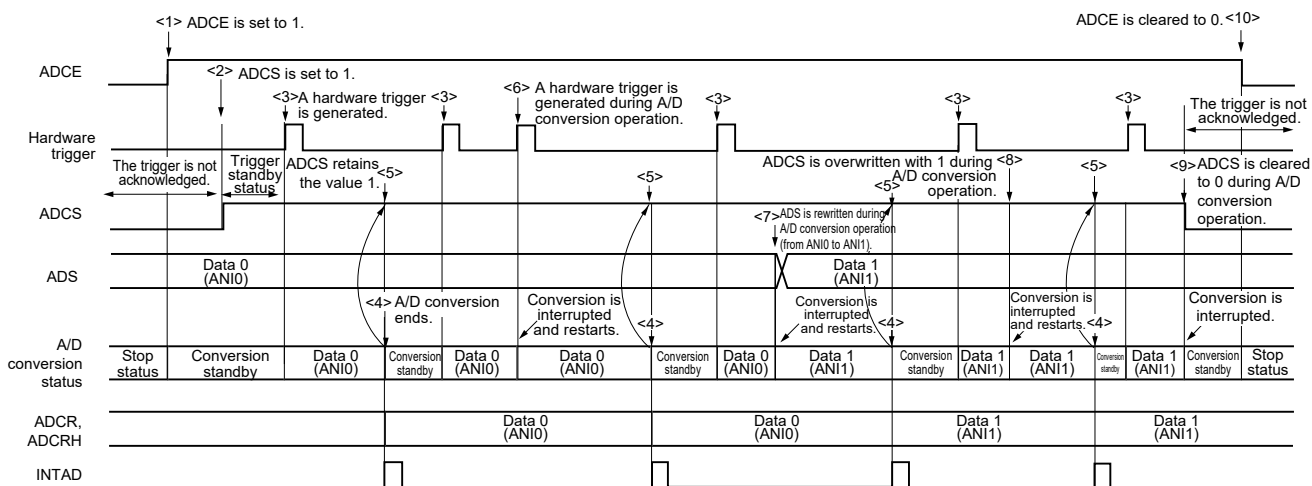 <1> ADCE is set to 1.
ADCE is cleared to 0. <10>
ADCE
<2> ADCS is set to 1.
<3> A hardware trigger
is generated.
<3>
<6> A hardware trigger is
generated during A/D
conversion operation.
<3>
<3>
<3>
The trigger is not
acknowledged.
Hardware
trigger
The trigger is not
acknowledged.
Trigger
standby
status
ADCS retains
the value 1.
<5>
<5>
ADCS is overwritten with 1 during
A/D conversion
operation.
<8>
<5>
<5>
<9> ADCS is cleared
to 0 during A/D
conversion
operation.
ADCS
<7> ADS is rewritten during
A/D conversion operation
(from ANI0 to ANI1).
ADS
Data 0
(ANI0)
Data 1
(ANI1)
<4> A/D conversion
ends.
Conversion is
interrupted
and restarts.
<4>
Conversion is
interrupted
and restarts.
<4>
Conversion is
interrupted
and restarts.
<4>
Conversion is
interrupted.
A/D
conversion
status
Stop
status
Conversion
standby
Data 0
(ANI0)
Conversion
standby
Data 0
(ANI0)
Data 0
(ANI0)
Conversion
standby
Data 0
(ANI0)
Data 1
(ANI1)
Conversion
standby
Data 1
(ANI1)
Data 1
(ANI1)
Conversion
standby
Data 1
(ANI1)
Conversion
standby
Stop
status
ADCR,
ADCRH
Data 0
(ANI0)
Data 0
(ANI0)
Data 1
(ANI1)
Data 1
(ANI1)
INTAD